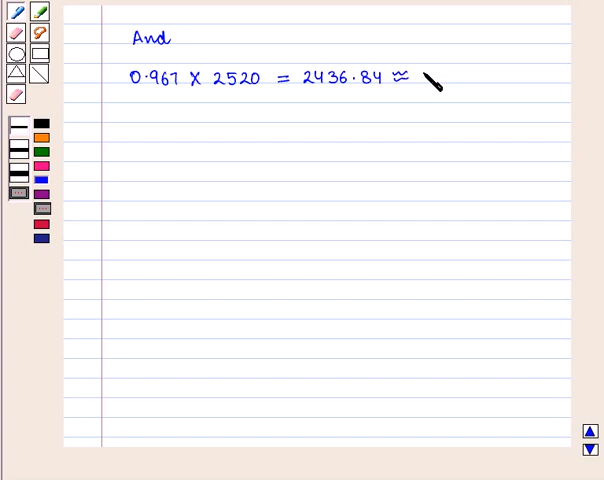 And
0.967 × 2520 = 2436.84 ≈